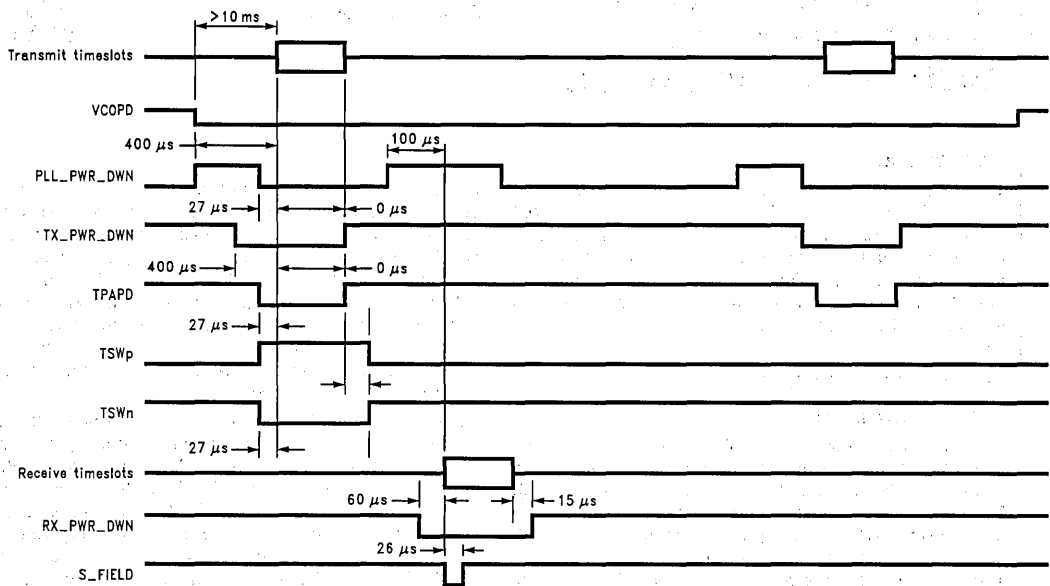 >10 ms
Transmit timeslots
VCOPD
400 μs
100 μs
PLL_PWR_DWN
27 μs
0 μs
TX_PWR_DWN
400 μs
0 μs
TPAPD
27 μs
TSWp
TSWn
27 μs
Receive timeslots
60 μs
15 μs
RX_PWR_DWN
26 μs
S_FIELD